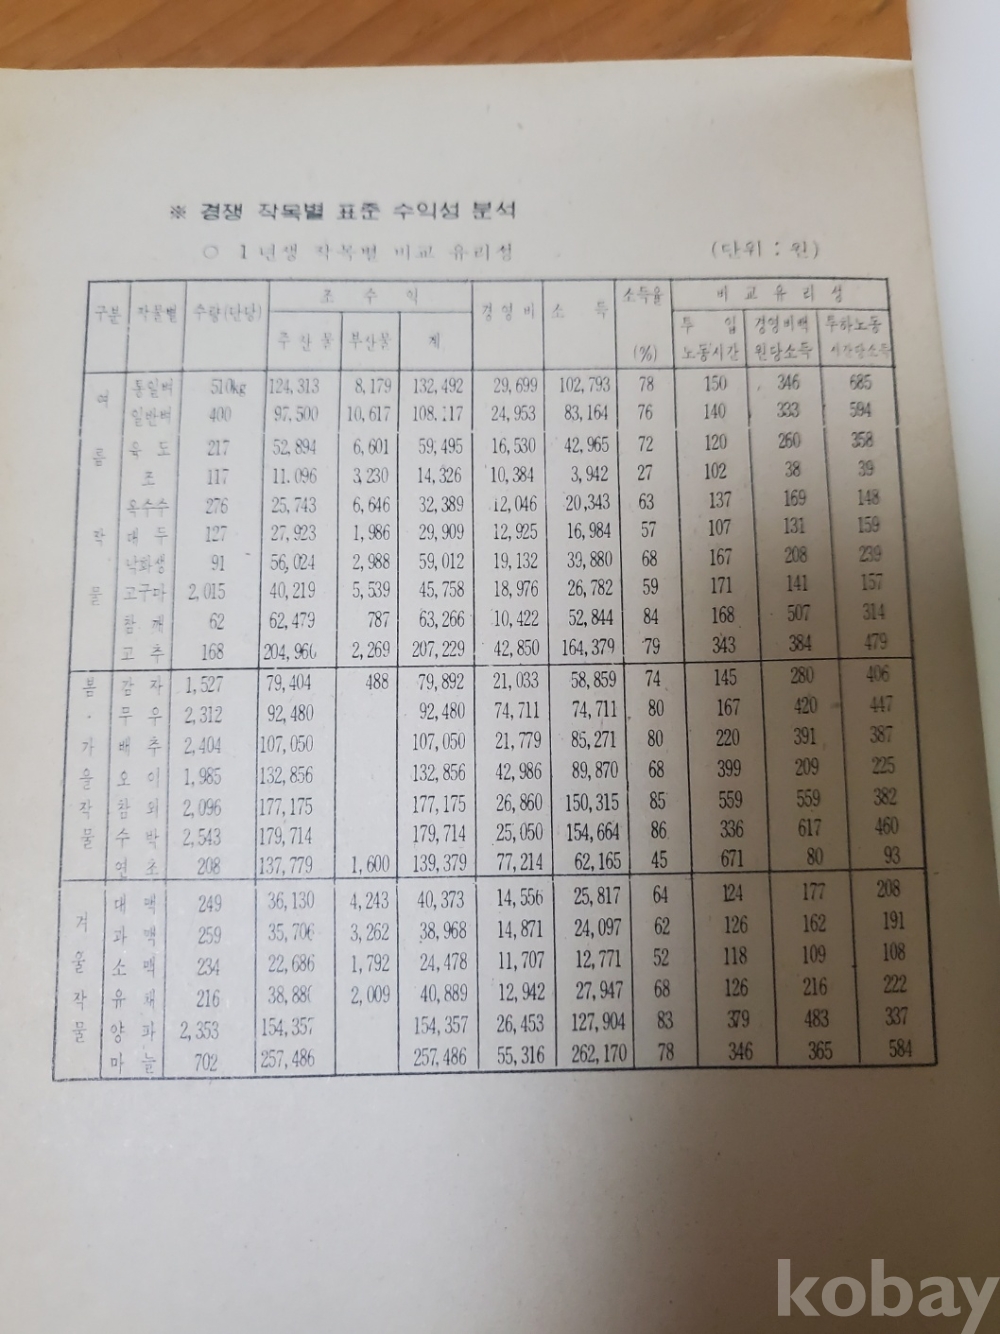 ※ 경쟁 작목별 표준 수익성 분석
○ 1년생 작목별 비교 유리성 (단위 : 원)
구분 작물별 수량(단당) 조 수 익 경영비 소 득 소득율 비 교 유 리 성
주산물 부산물 계 (%) 투 입 노동시간 경영비백원당소득 투하노동시간당소득
여름작물
통일벼 510kg 124,313 8,179 132,492 29,699 102,793 78 150 346 685
일반벼 400 97,500 10,617 108.117 24,953 83,164 76 140 333 594
육 도 217 52,894 6,601 59,495 16,530 42,965 72 120 260 358
조 117 11.096 3,230 14,326 10,384 3,942 27 102 38 39
옥수수 276 25,743 6,646 32,389 12,046 20,343 63 137 169 148
대 두 127 27,923 1,986 29,909 12,925 16,984 57 107 131 159
낙화생 91 56,024 2,988 59,012 19,132 39,880 68 167 208 239
고구마 2,015 40,219 5,539 45,758 18,976 26,782 59 171 141 157
참 깨 62 62,479 787 63,266 10,422 52,844 84 168 507 314
고 추 168 204,960 2,269 207,229 42,850 164,379 79 343 384 479
봄·가을작물
감 자 1,527 79,404 488 79,892 21,033 58,859 74 145 280 406
무 우 2,312 92,480 92,480 74,711 74,711 80 167 420 447
배 추 2,404 107,050 107,050 21,779 85,271 80 220 391 387
오 이 1,985 132,856 132,856 42,986 89,870 68 399 209 225
참 외 2,096 177,175 177,175 26,860 150,315 85 559 559 382
수 박 2,543 179,714 179,714 25,050 154,664 86 336 617 460
연 초 208 137,779 1,600 139,379 77,214 62,165 45 671 80 93
겨울작물
대 맥 249 36,130 4,243 40,373 14,556 25,817 64 124 177 208
과 맥 259 35,706 3,262 38,968 14,871 24,097 62 126 162 191
소 맥 234 22,686 1,792 24,478 11,707 12,771 52 118 109 108
유 채 216 38,880 2,009 40,889 12,942 27,947 68 126 216 222
양 파 2,353 154,357 154,357 26,453 127,904 83 379 483 337
마 늘 702 257,486 257,486 55,316 262,170 78 346 365 584
kobay